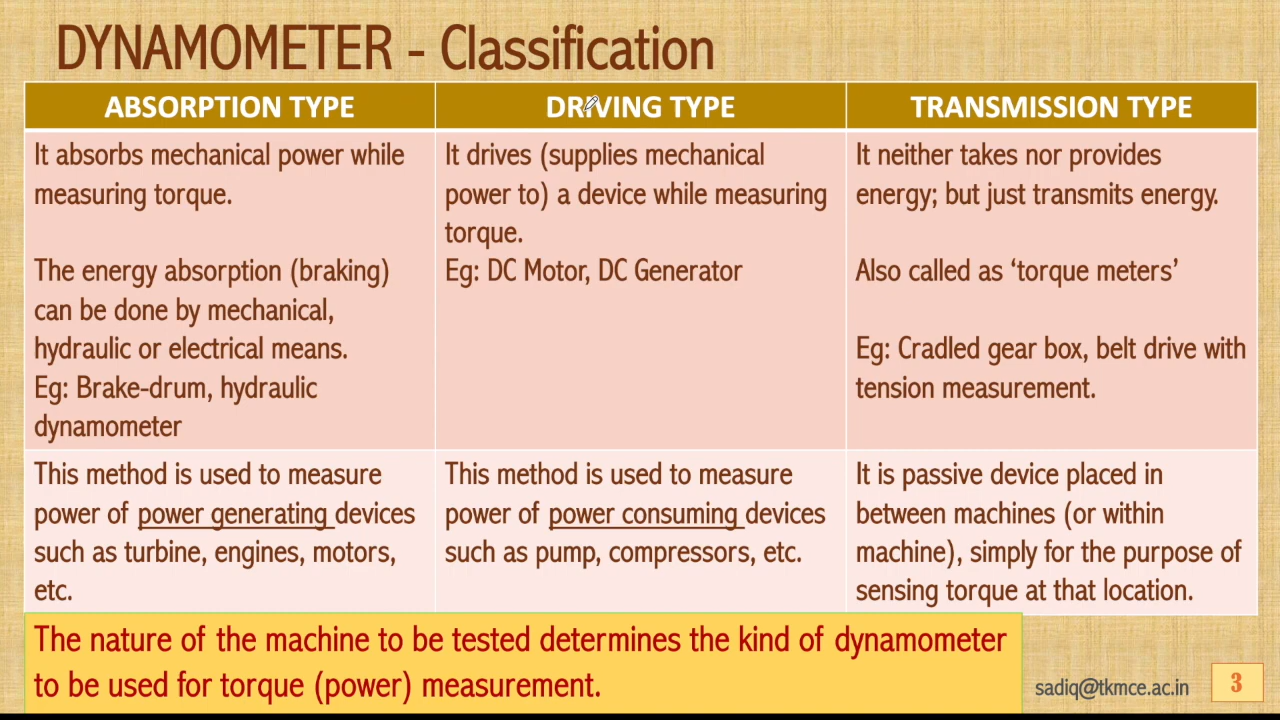 DYNAMOMETER - Classification
ABSORPTION TYPE
DRIVING TYPE
TRANSMISSION TYPE
It absorbs mechanical power while
measuring torque.
The energy absorption (braking)
can be done by mechanical,
hydraulic or electrical means.
Eg: Brake-drum, hydraulic
dynamometer
It drives (supplies mechanical
power to) a device while measuring
torque.
Eg: DC Motor, DC Generator
It neither takes nor provides
energy; but just transmits energy.
Also called as ‘torque meters’
Eg: Cradled gear box, belt drive with
tension measurement.
This method is used to measure
power of power generating devices
such as turbine, engines, motors,
etc.
This method is used to measure
power of power consuming devices
such as pump, compressors, etc.
It is passive device placed in
between machines (or within
machine), simply for the purpose of
sensing torque at that location.
The nature of the machine to be tested determines the kind of dynamometer
to be used for torque (power) measurement.
sadiq@tkmce.ac.in
3